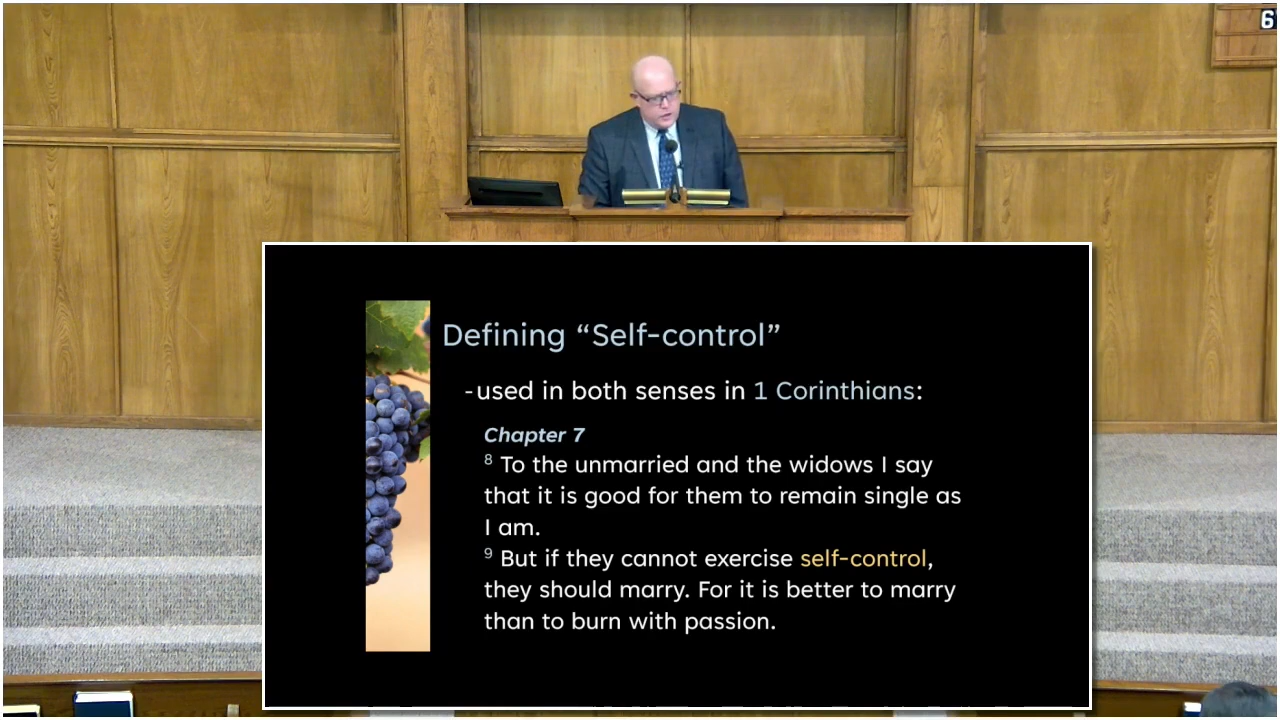 6
Defining “Self-control”
-used in both senses in 1 Corinthians:
Chapter 7
8 To the unmarried and the widows I say
that it is good for them to remain single as
I am.
9 But if they cannot exercise self-control,
they should marry. For it is better to marry
than to burn with passion.